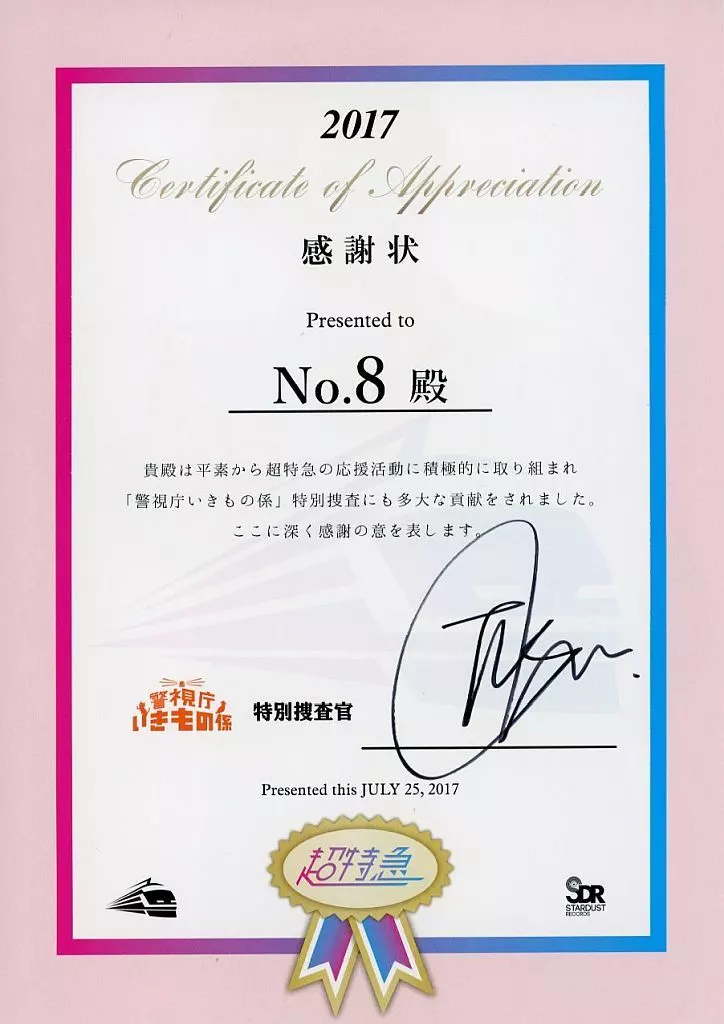 2017
Certificate of Appreciation
感謝状
Presented to
No.8 殿
貴殿は平素から超特急の応援活動に積極的に取り組まれ
「警視庁いきもの係」特別捜査にも多大な貢献をされました。
ここに深く感謝の意を表します。
警視庁
いきもの係
特別捜査官
Presented this JULY 25, 2017
超特急
SDR
STARDUST
RECORDS